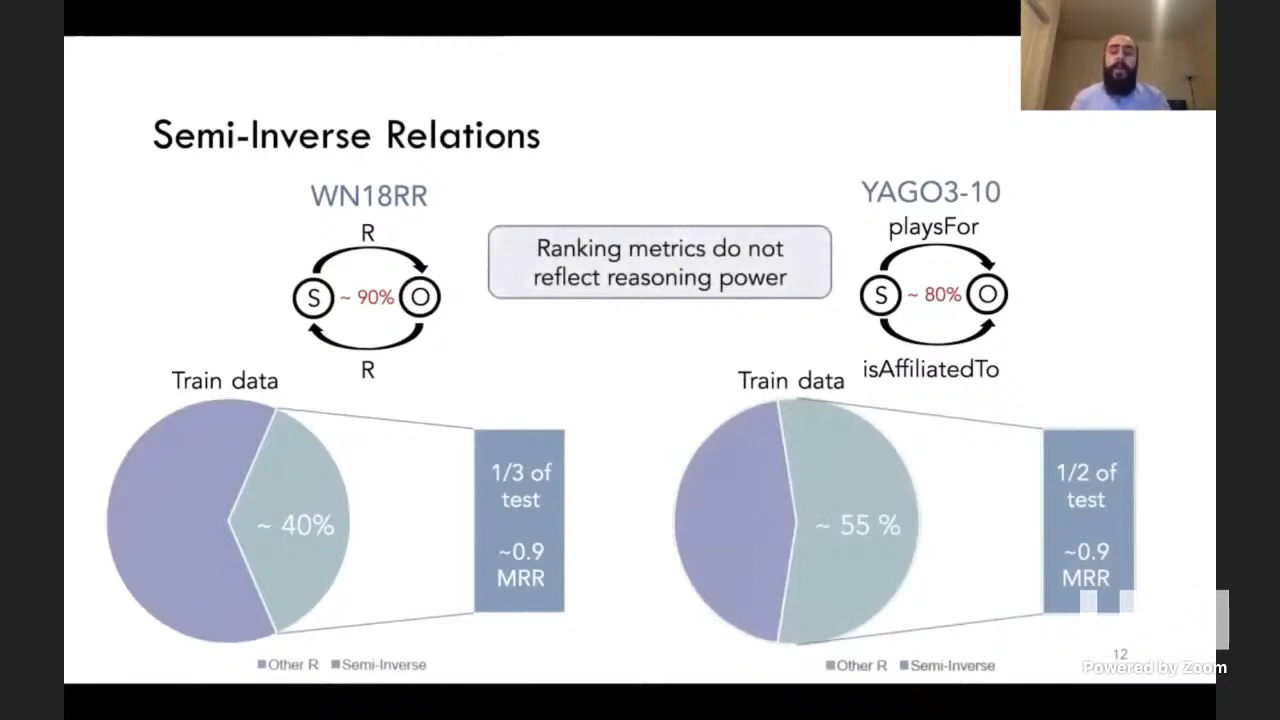 Semi-Inverse Relations
WN18RR
R
S
~ 90%
O
R
Ranking metrics do not
reflect reasoning power
YAGO3-10
playsFor
S
~ 80%
O
isAffiliatedTo
Train data
~ 40%
1/3 of
test
~0.9
MRR
Other R
Semi-Inverse
Train data
~ 55 %
1/2 of
test
~0.9
MRR
Other R
Semi-Inverse
12
Powered by Zoom